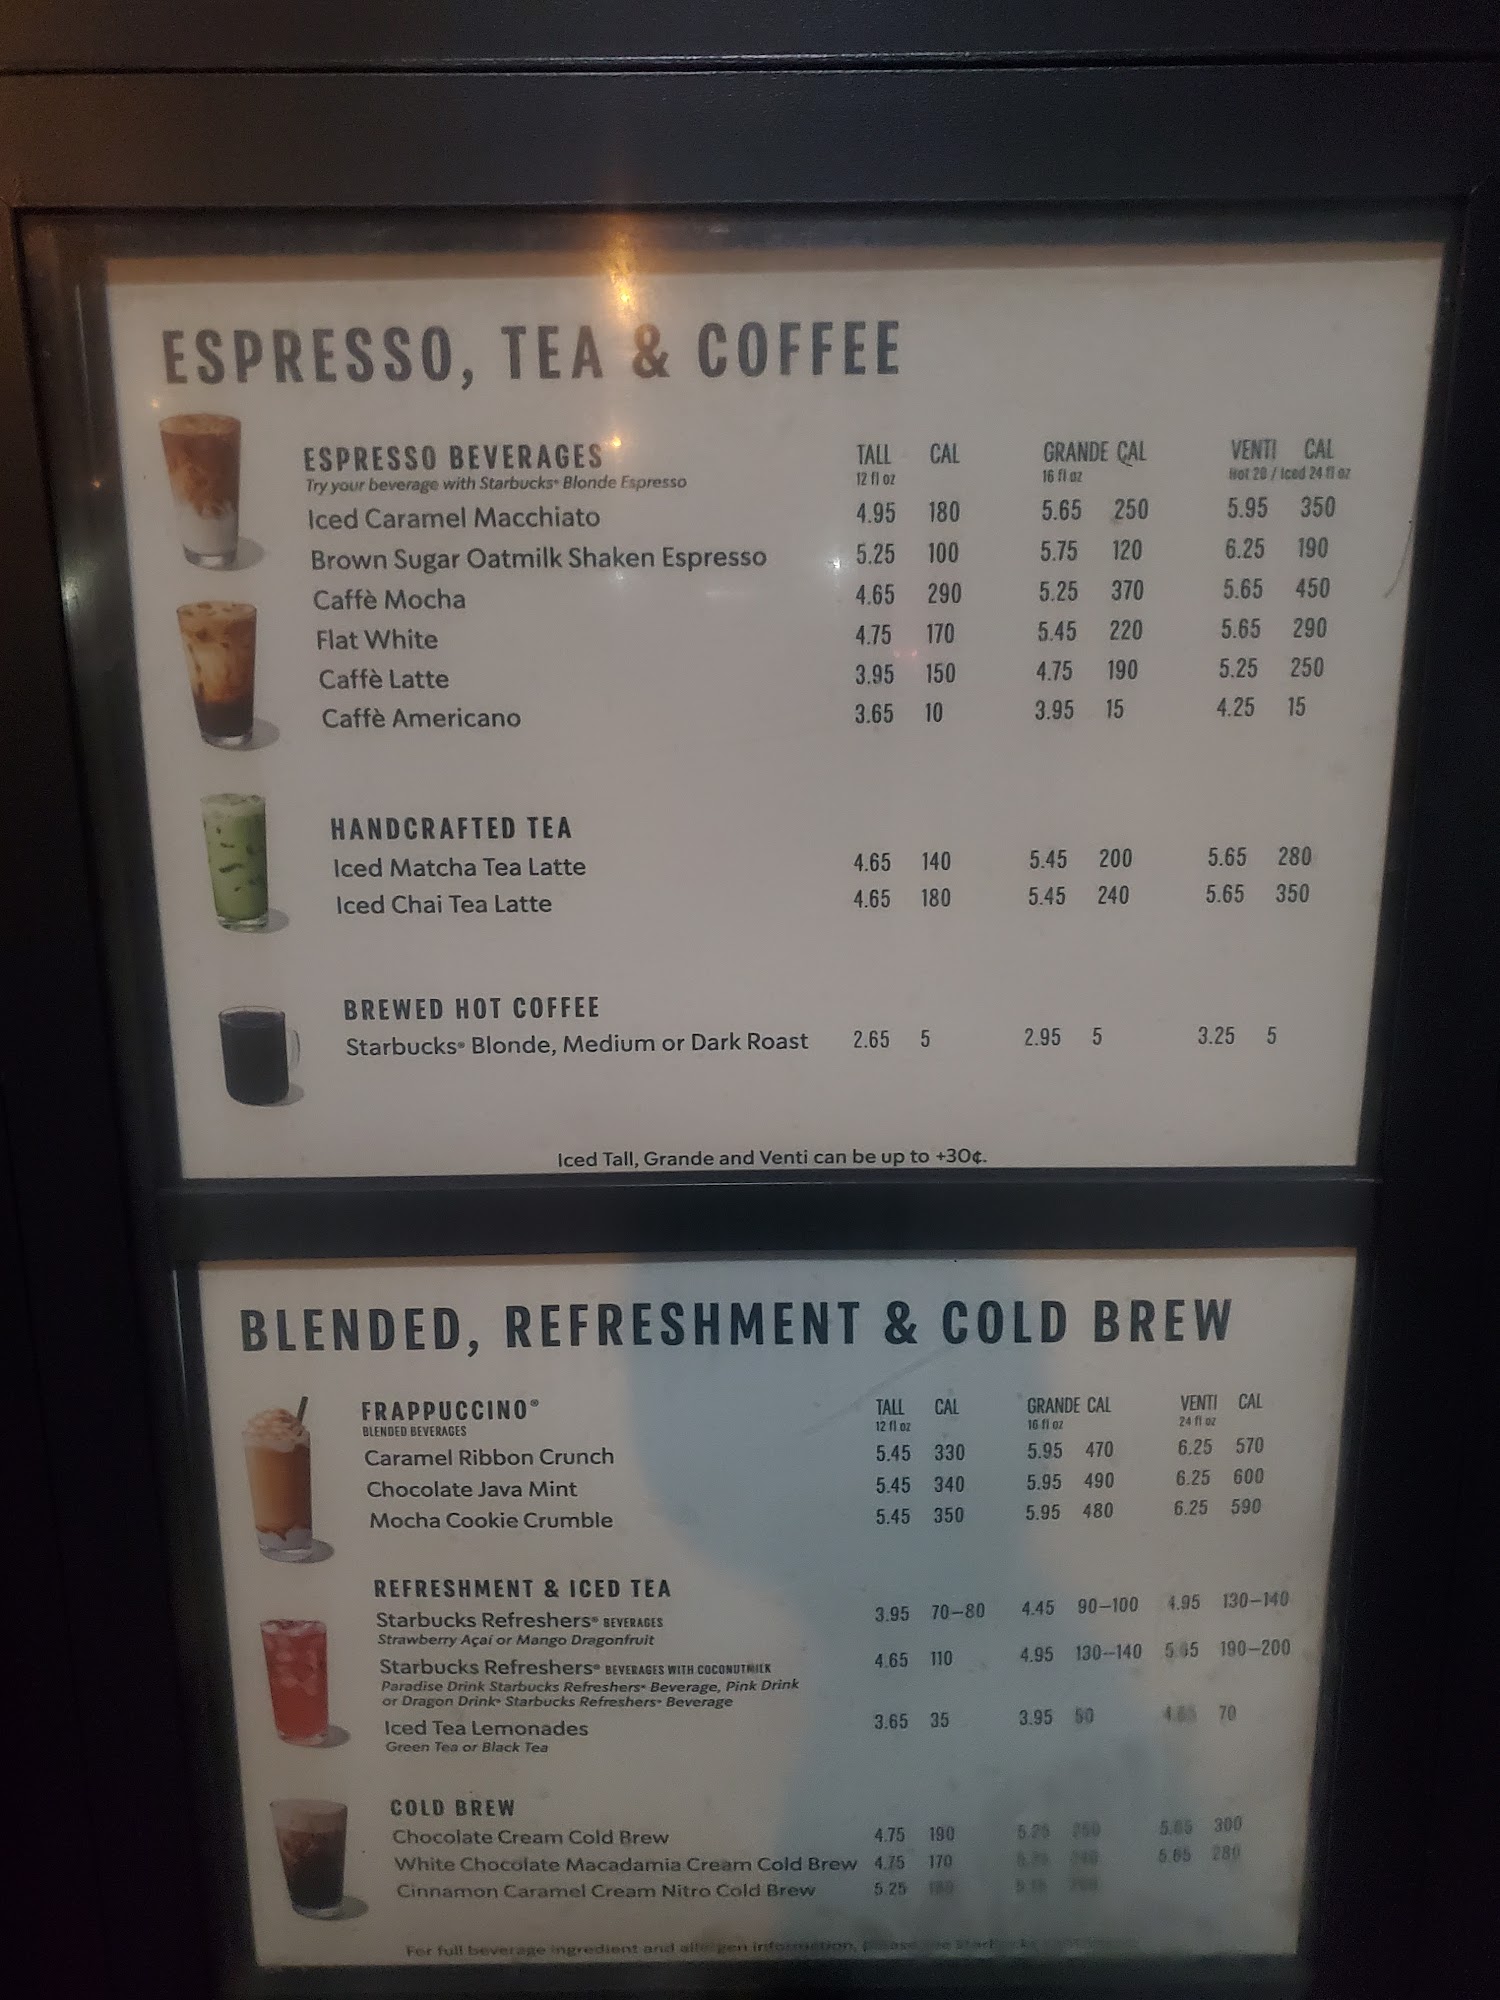 ESPRESSO, TEA & COFFEE
ESPRESSO BEVERAGES TALL CAL GRANDE CAL VENTI CAL
Try your beverage with Starbucks® Blonde Espresso 12 fl oz 16 fl oz Hot 20 / Iced 24 fl oz
Iced Caramel Macchiato 4.95 180 5.65 250 5.95 350
Brown Sugar Oatmilk Shaken Espresso 5.25 100 5.75 120 6.25 190
Caffè Mocha 4.65 290 5.25 370 5.65 450
Flat White 4.75 170 5.45 220 5.65 290
Caffè Latte 3.95 150 4.75 190 5.25 250
Caffè Americano 3.65 10 3.95 15 4.25 15
HANDCRAFTED TEA
Iced Matcha Tea Latte 4.65 140 5.45 200 5.65 280
Iced Chai Tea Latte 4.65 180 5.45 240 5.65 350
BREWED HOT COFFEE
Starbucks® Blonde, Medium or Dark Roast 2.65 5 2.95 5 3.25 5
Iced Tall, Grande and Venti can be up to +30¢.
BLENDED, REFRESHMENT & COLD BREW
FRAPPUCCINO® TALL CAL GRANDE CAL VENTI CAL
BLENDED BEVERAGES 12 fl oz 16 fl oz 24 fl oz
Caramel Ribbon Crunch 5.45 330 5.95 470 6.25 570
Chocolate Java Mint 5.45 340 5.95 490 6.25 600
Mocha Cookie Crumble 5.45 350 5.95 480 6.25 590
REFRESHMENT & ICED TEA
Starbucks Refreshers® BEVERAGES 3.95 70–80 4.45 90–100 4.95 130–140
Strawberry Açaí or Mango Dragonfruit
Starbucks Refreshers® BEVERAGES WITH COCONUTMILK 4.65 110 4.95 130–140 190–200
Paradise Drink Starbucks Refreshers® Beverage, Pink Drink
or Dragon Drink® Starbucks Refreshers® Beverage
Iced Tea Lemonades 3.65 35 3.95 50 70
Green Tea or Black Tea
COLD BREW
Chocolate Cream Cold Brew 4.75 190 300
White Chocolate Macadamia Cream Cold Brew 4.75 170 280
Cinnamon Caramel Cream Nitro Cold Brew 5.25
For full beverage ingredient and allergen information, please see